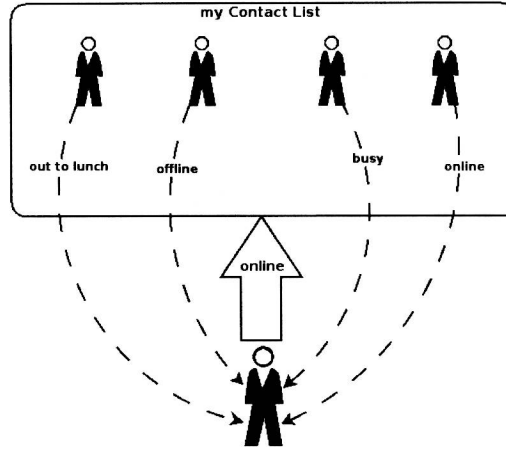 my Contact List
out to lunch
offline
busy
online
online